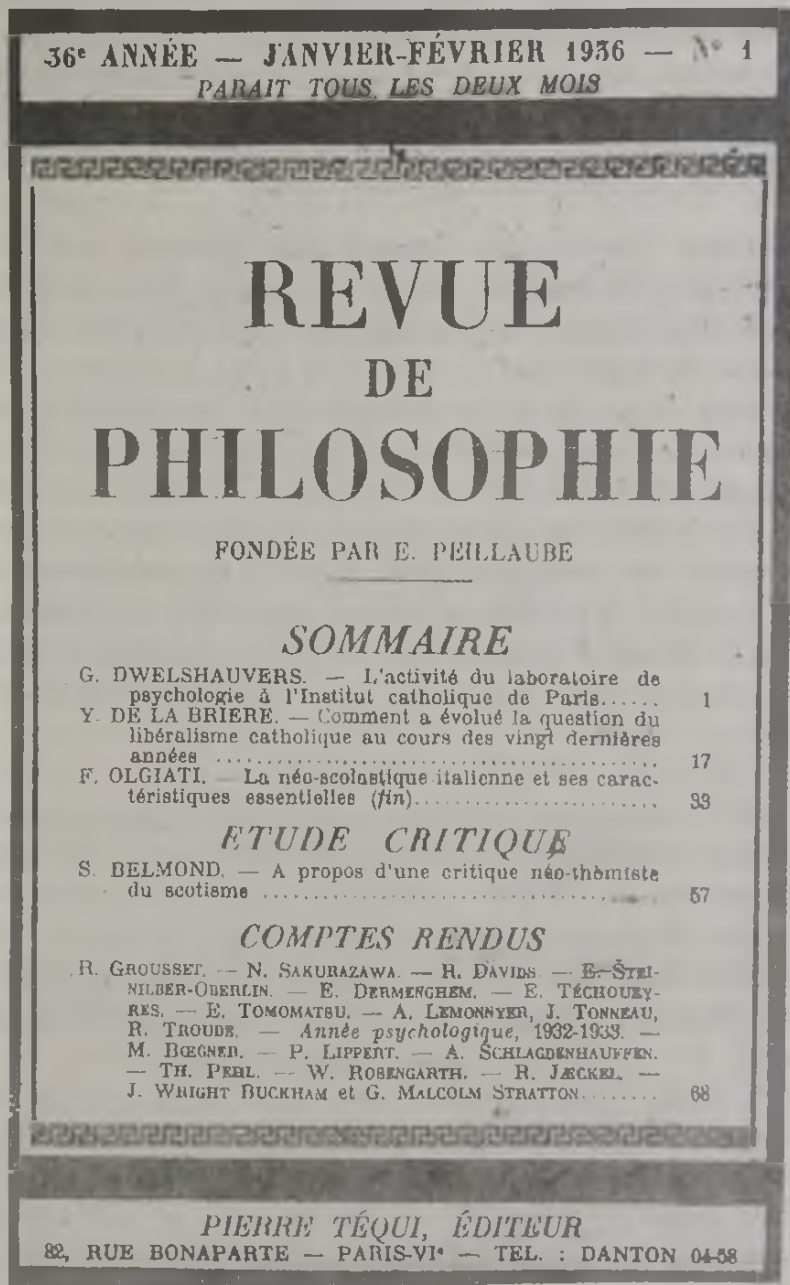 36e ANNÉE — JANVIER-FÉVRIER 1936 — N° 1
PARAIT TOUS LES DEUX MOIS
REVUE
DE
PHILOSOPHIE
FONDÉE PAR E. PEILLAUBE
SOMMAIRE
G. DWELSHAUVERS. — L'activité du laboratoire de
psychologie à l'Institut catholique de Paris...... 1
Y. DE LA BRIERE. — Comment a évolué la question du
libéralisme catholique au cours des vingt dernières
années .......................................... 17
F. OLGIATI. — La néo-scolastique italienne et ses carac-
téristiques essentielles (fin)......................... 33
ETUDE CRITIQUE
S. BELMOND. — A propos d'une critique néo-thomiste
du scotisme ..................................... 57
COMPTES RENDUS
R. GROUSSET. — N. SAKURAZAWA. — R. DAVIDS. — E. STEI-
NILBER-OBERLIN. — E. DERMENGHEM. — E. TÉCHOUEY-
RES. — E. TOMOMATSU. — A. LEMONNYER, J. TONNEAU,
R. TROUDE. — Année psychologique, 1932-1933. —
M. BŒGNER. — P. LIPPERT. — A. SCHLAGDENHAUFFEN.
— TH. PEHL. — W. ROSENGARTH. — R. JÆCKEL. —
J. WRIGHT BUCKHAM et G. MALCOLM STRATTON........ 68
PIERRE TÉQUI, ÉDITEUR
82, RUE BONAPARTE — PARIS-VIe — TEL. : DANTON 04-58